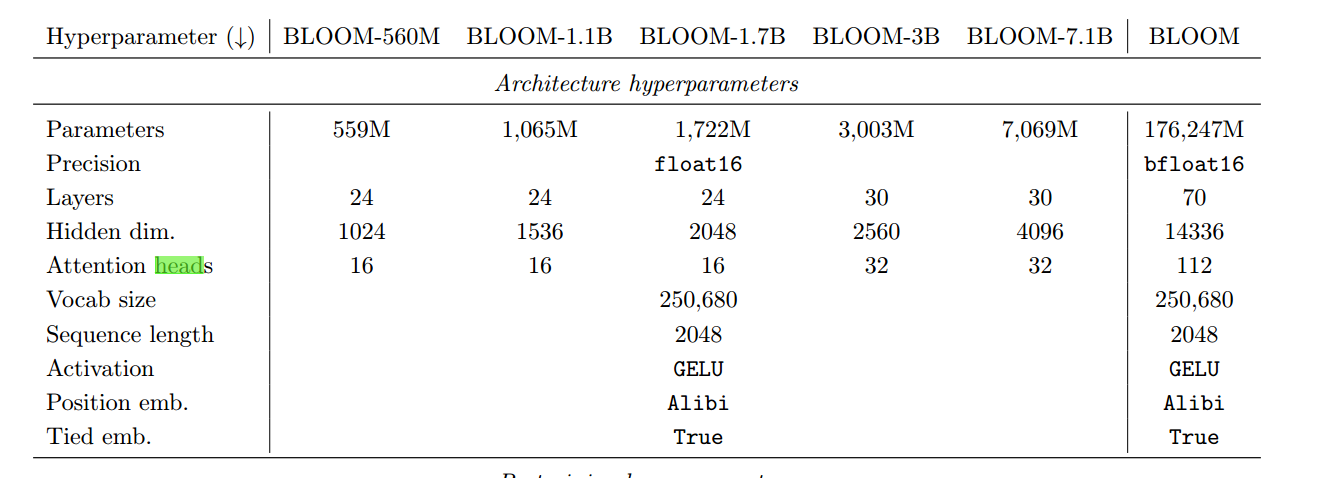 Hyperparameter (↓) BLOOM-560M BLOOM-1.1B BLOOM-1.7B BLOOM-3B BLOOM-7.1B BLOOM
Architecture hyperparameters
Parameters 559M 1,065M 1,722M 3,003M 7,069M 176,247M
Precision float16 bfloat16
Layers 24 24 24 30 30 70
Hidden dim. 1024 1536 2048 2560 4096 14336
Attention heads 16 16 16 32 32 112
Vocab size 250,680 250,680
Sequence length 2048 2048
Activation GELU GELU
Position emb. Alibi Alibi
Tied emb. True True